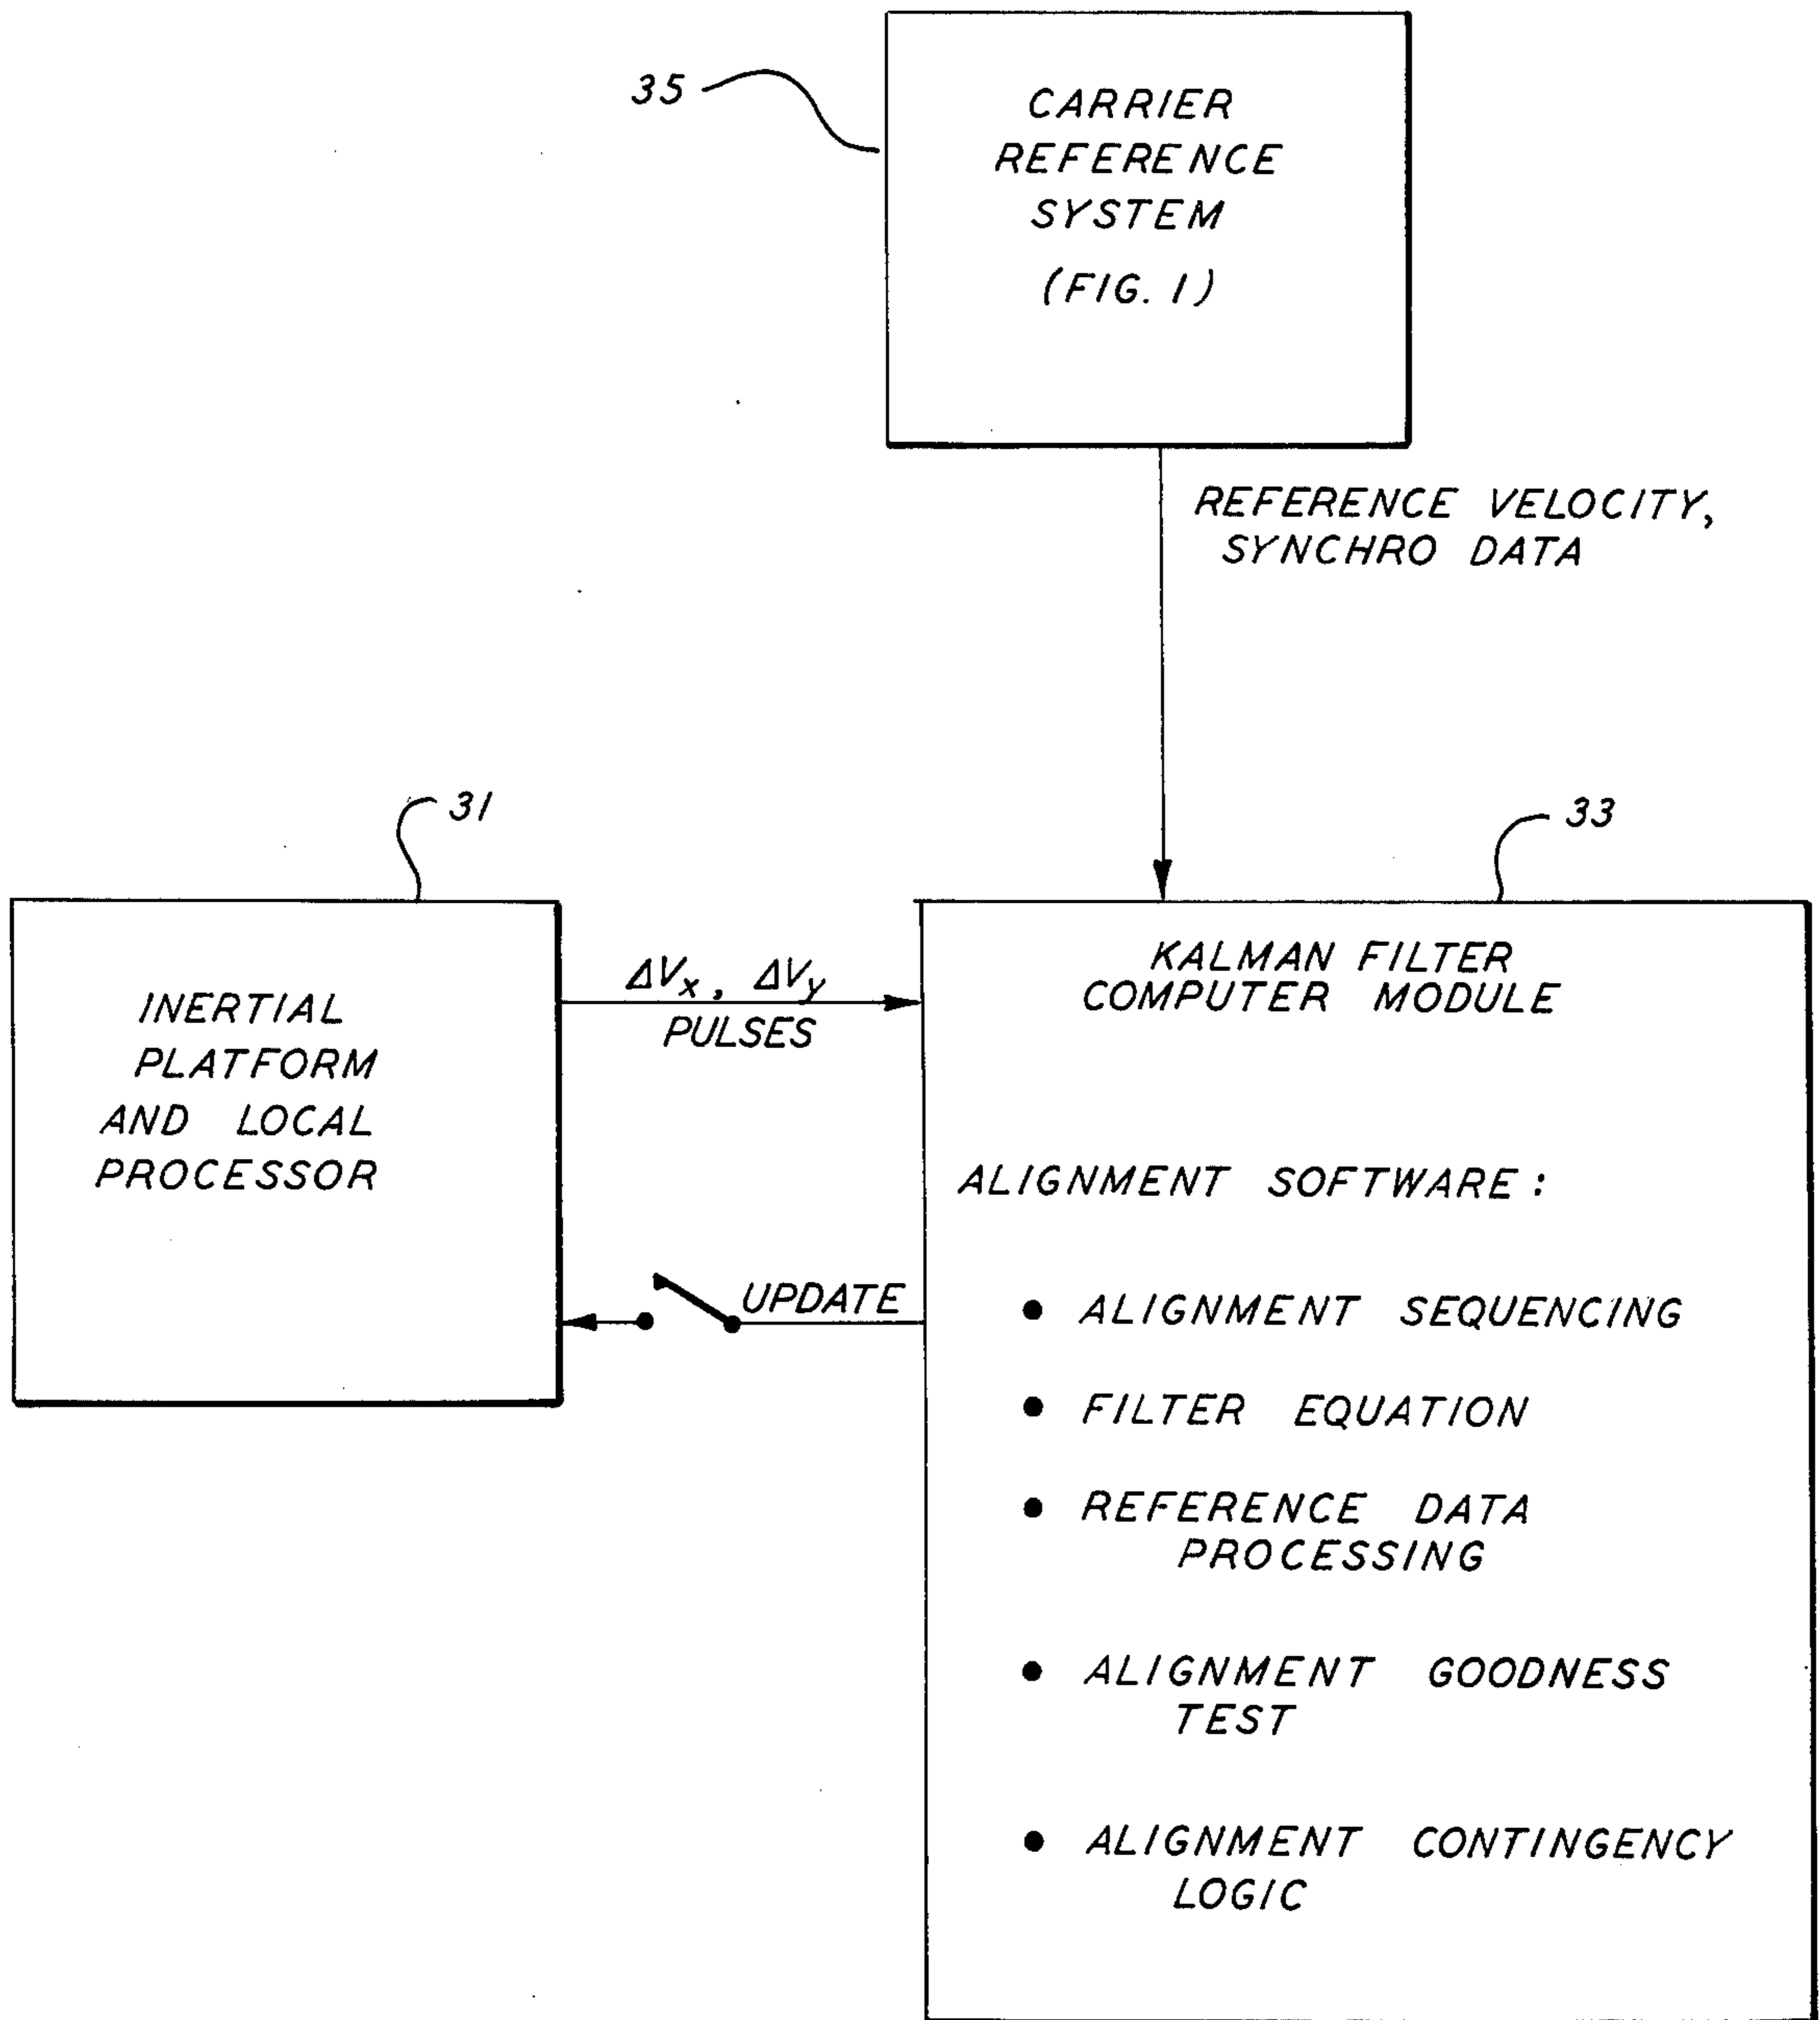 35
CARRIER
REFERENCE
SYSTEM
(FIG. 1)
REFERENCE VELOCITY,
SYNCHRO DATA
31
33
INERTIAL
PLATFORM
AND LOCAL
PROCESSOR
ΔVx, ΔVy
PULSES
UPDATE
KALMAN FILTER
COMPUTER MODULE
ALIGNMENT SOFTWARE:
• ALIGNMENT SEQUENCING
• FILTER EQUATION
• REFERENCE DATA
PROCESSING
• ALIGNMENT GOODNESS
TEST
• ALIGNMENT CONTINGENCY
LOGIC